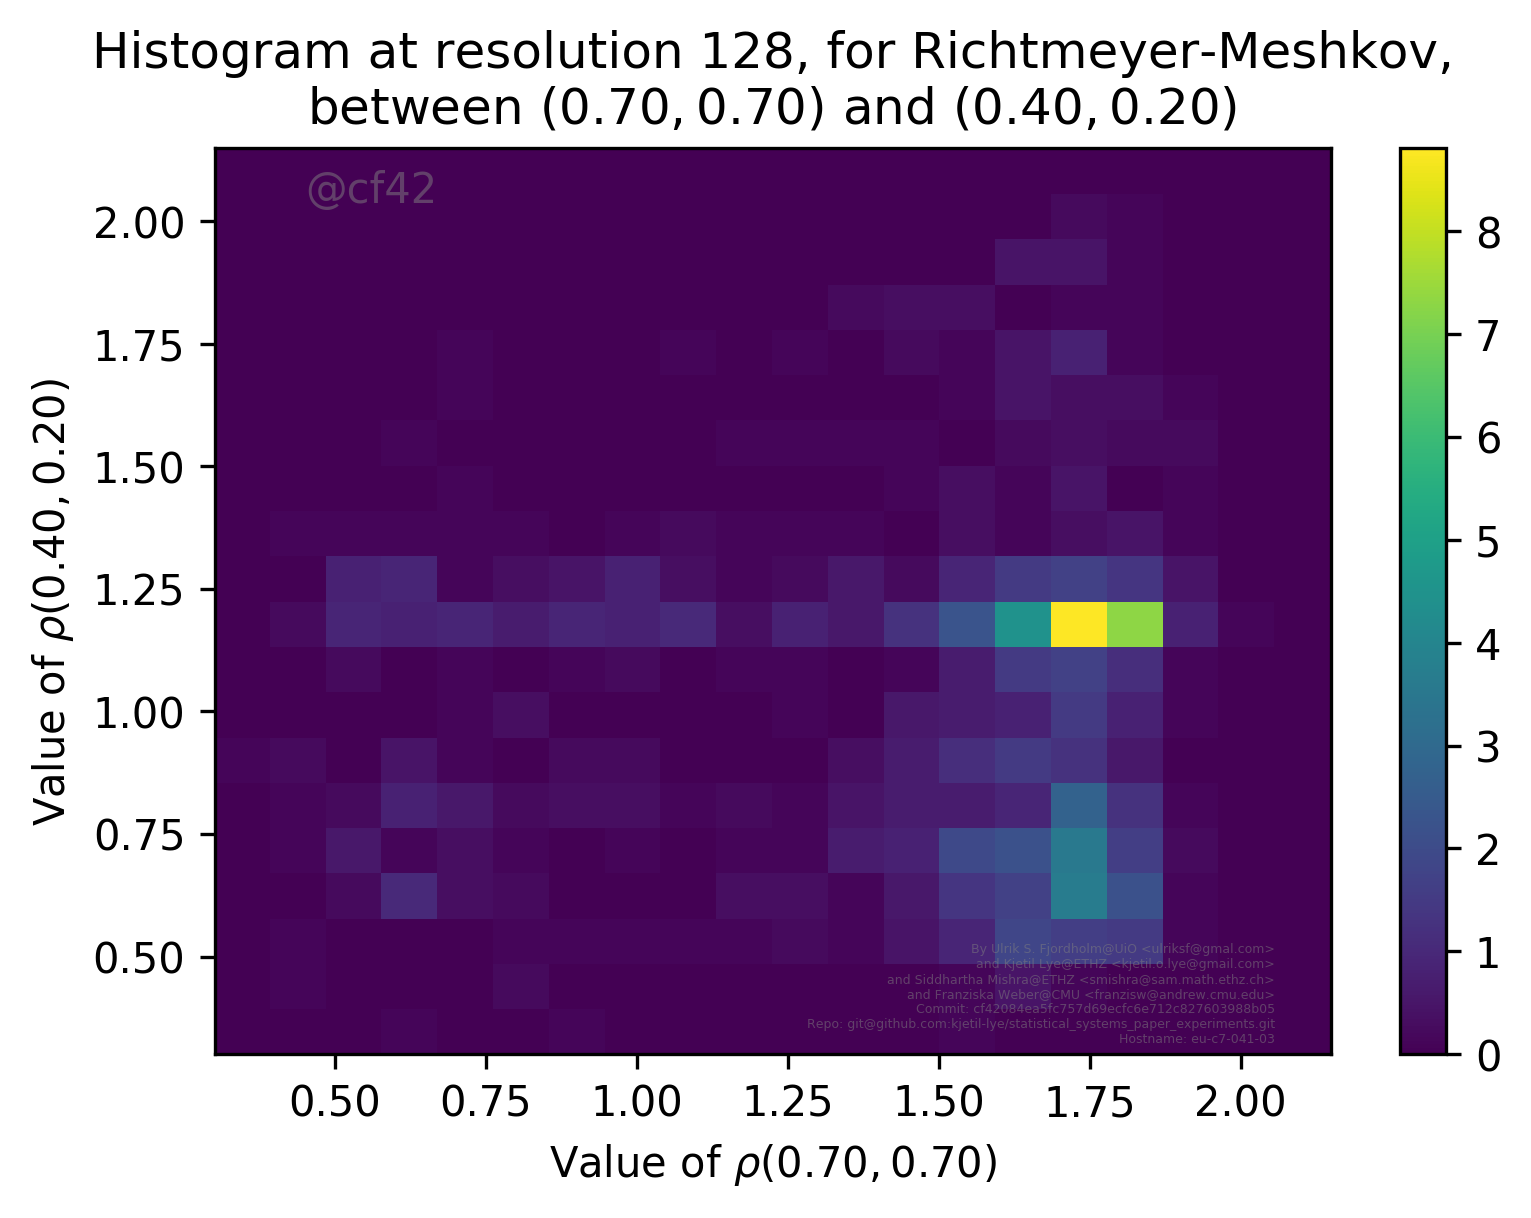 Histogram at resolution 128, for Richtmeyer-Meshkov,
between (0.70, 0.70) and (0.40, 0.20)
@cf42
2.00
1.75
1.50
1.25
1.00
0.75
0.50
Value of ρ(0.40, 0.20)
8
7
6
5
4
3
2
1
0
By Ulrik S. Fjordholm@UiO <ulriksf@gmal.com>
and Kjetil Lye@ETHZ <kjetil.o.lye@gmail.com>
and Siddhartha Mishra@ETHZ <smishra@sam.math.ethz.ch>
and Franziska Weber@CMU <franzisw@andrew.cmu.edu>
Commit: cf42084ea5fc757d69ecfc6e712c827603988b05
Repo: git@github.com:kjetil-lye/statistical_systems_paper_experiments.git
Hostname: eu-c7-041-03
0.50 0.75 1.00 1.25 1.50 1.75 2.00
Value of ρ(0.70, 0.70)